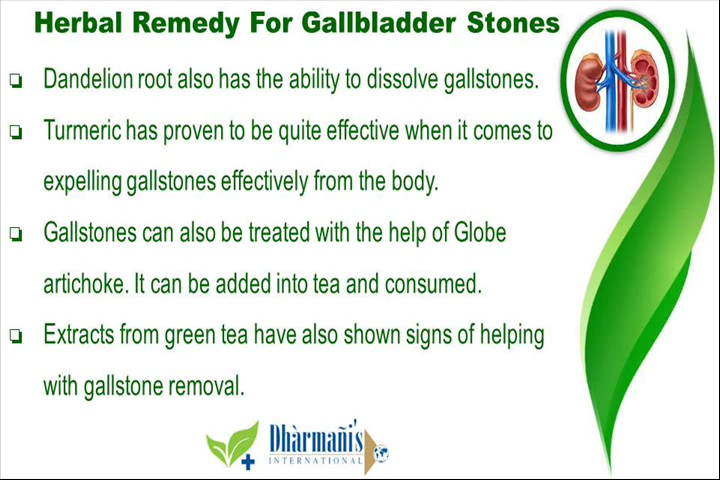 Herbal Remedy For Gallbladder Stones
❑ Dandelion root also has the ability to dissolve gallstones.
❑ Turmeric has proven to be quite effective when it comes to
expelling gallstones effectively from the body.
❑ Gallstones can also be treated with the help of Globe
artichoke. It can be added into tea and consumed.
❑ Extracts from green tea have also shown signs of helping
with gallstone removal.
Dhàrmañi's
INTERNATIONAL